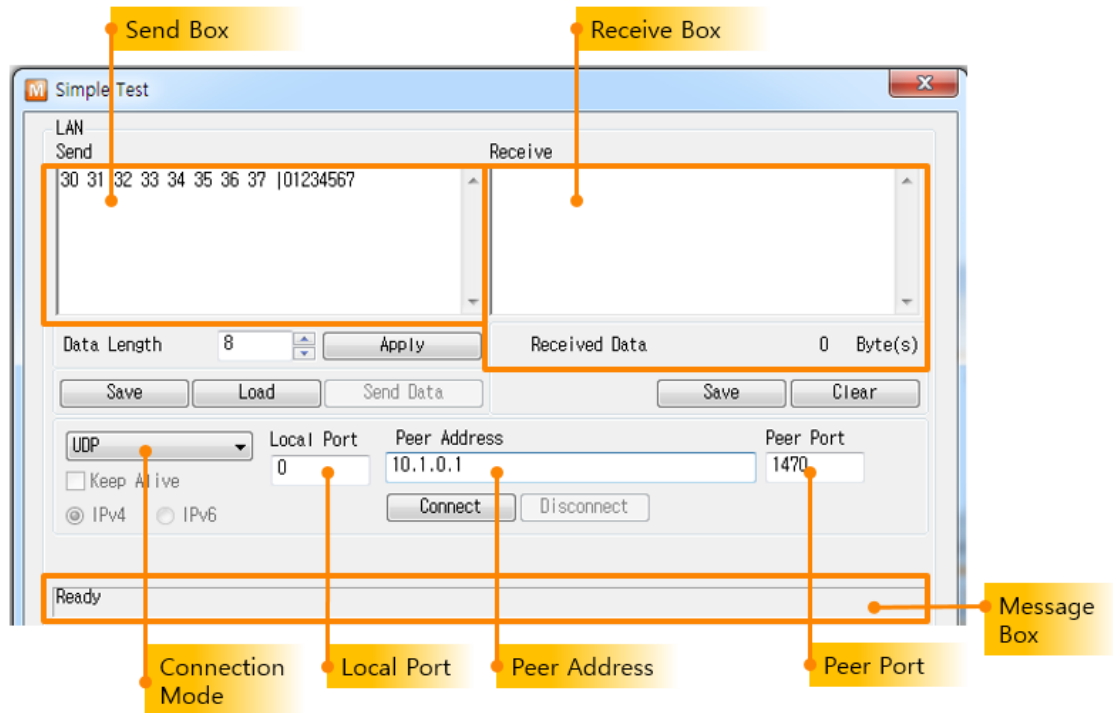 Send Box
Receive Box
M Simple Test
LAN
Send
Receive
30 31 32 33 34 35 36 37 |01234567
Data Length 8 Apply
Received Data 0 Byte(s)
Save Load Send Data
Save Clear
UDP
Local Port
Peer Address
Peer Port
0
10.1.0.1
1470
Keep Alive
Connect Disconnect
IPv4 IPv6
Ready
Message
Box
Connection
Mode
Local Port
Peer Address
Peer Port